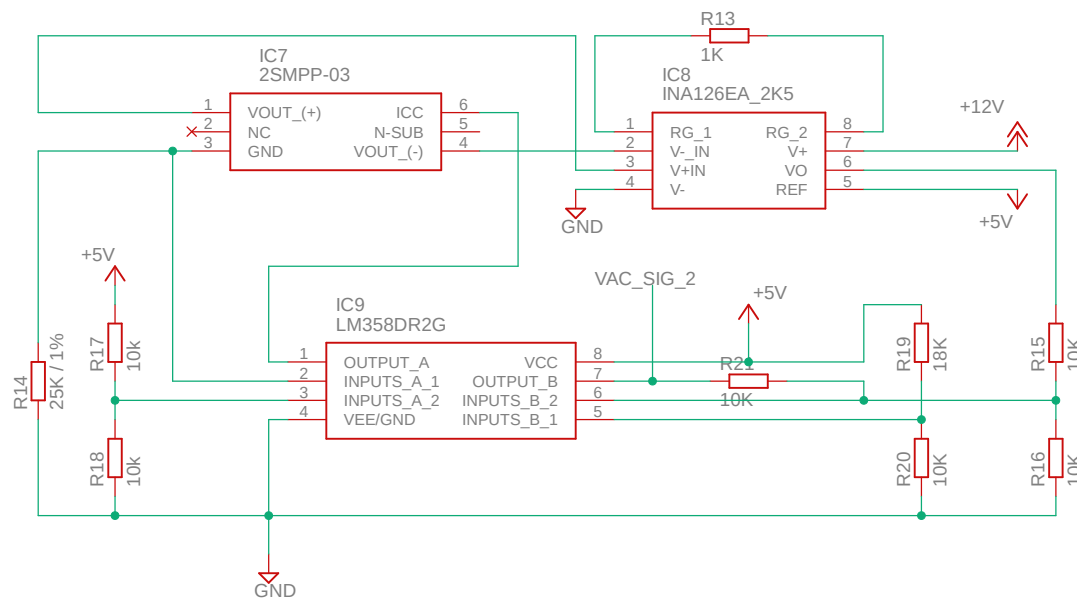 R13
1K
IC7
2SMPP-03
1 VOUT_(+) ICC 6
2 NC N-SUB 5
3 GND VOUT_(-) 4
IC8
INA126EA_2K5
1 RG_1 RG_2 8
2 V-_IN V+ 7
3 V+IN VO 6
4 V- REF 5
+12V
+5V
GND
+5V
R17
10k
R18
10k
R14
25K / 1%
IC9
LM358DR2G
1 OUTPUT_A VCC 8
2 INPUTS_A_1 OUTPUT_B 7
3 INPUTS_A_2 INPUTS_B_2 6
4 VEE/GND INPUTS_B_1 5
VAC_SIG_2
+5V
R21
10K
R19
18K
R20
10K
R15
10K
R16
10K
GND